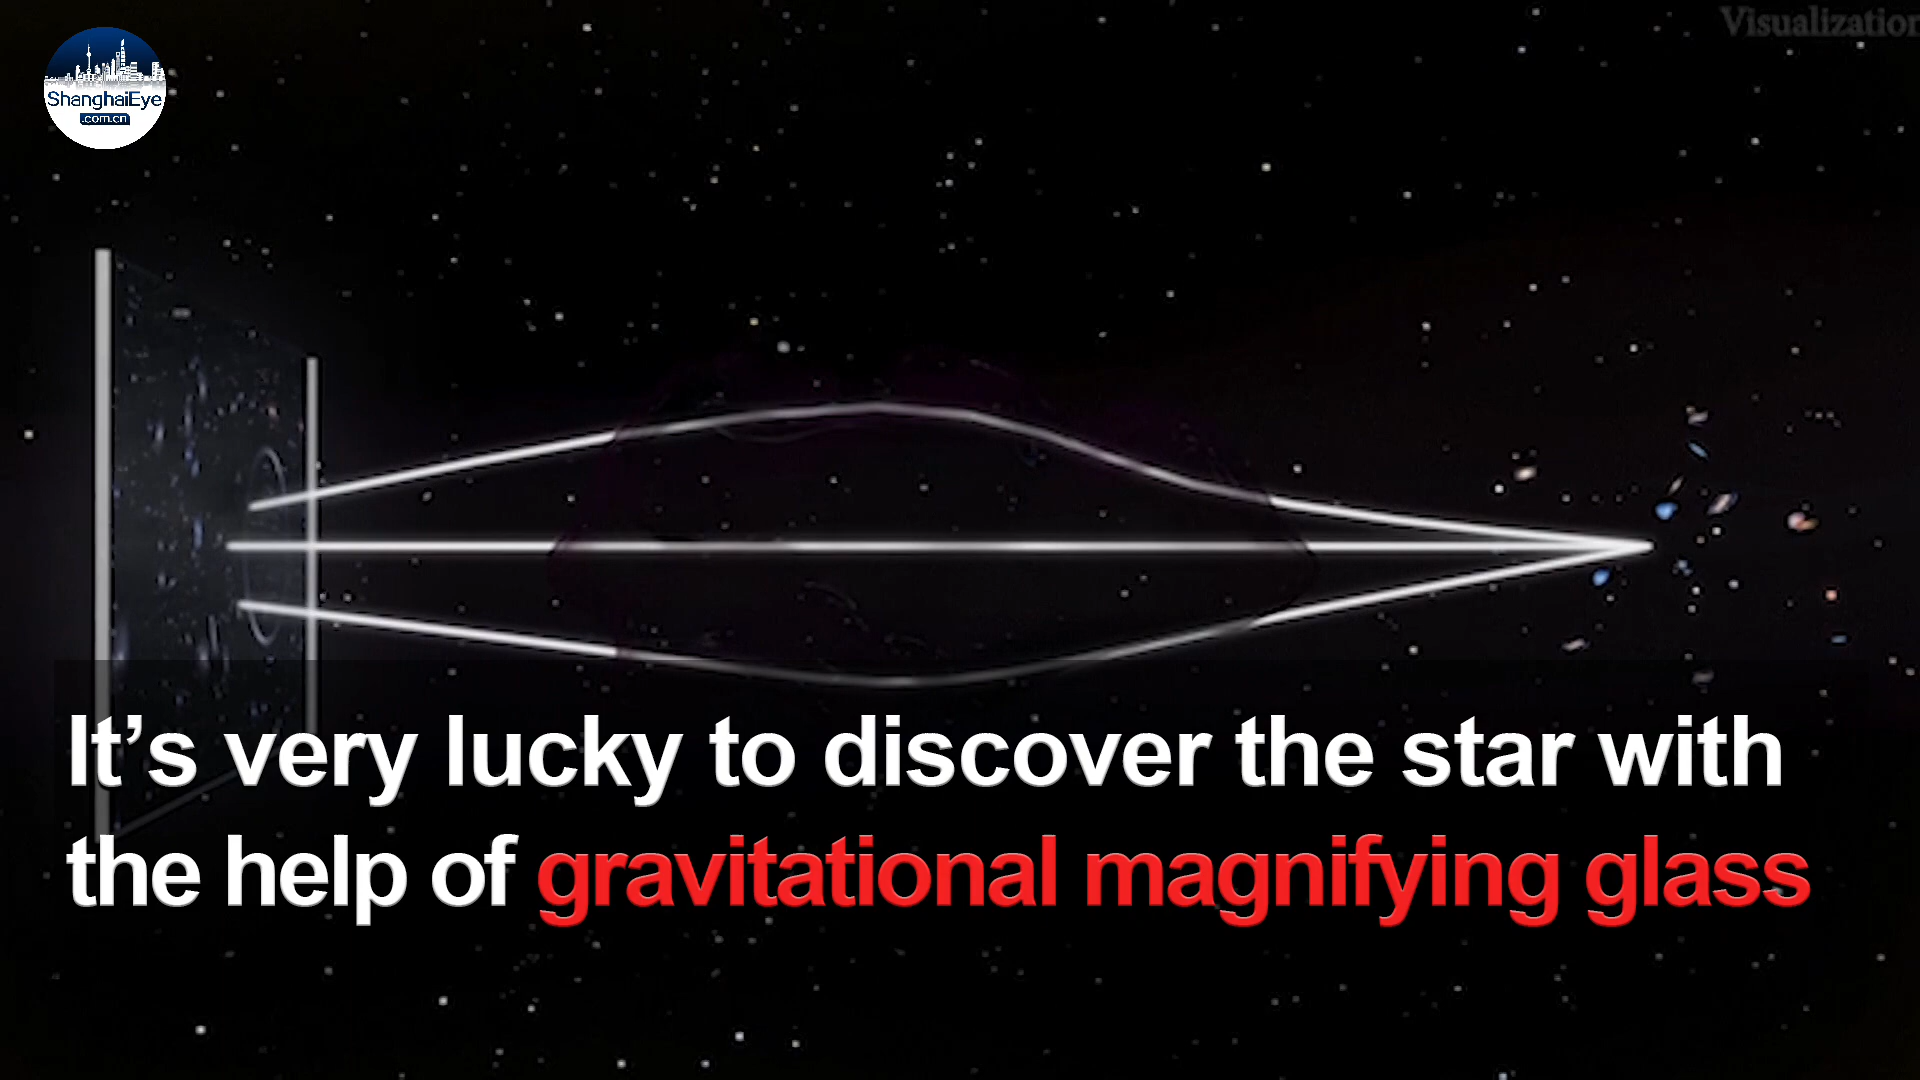 Visualization
ShanghaiEye
.com.cn
It’s very lucky to discover the star with
the help of gravitational magnifying glass